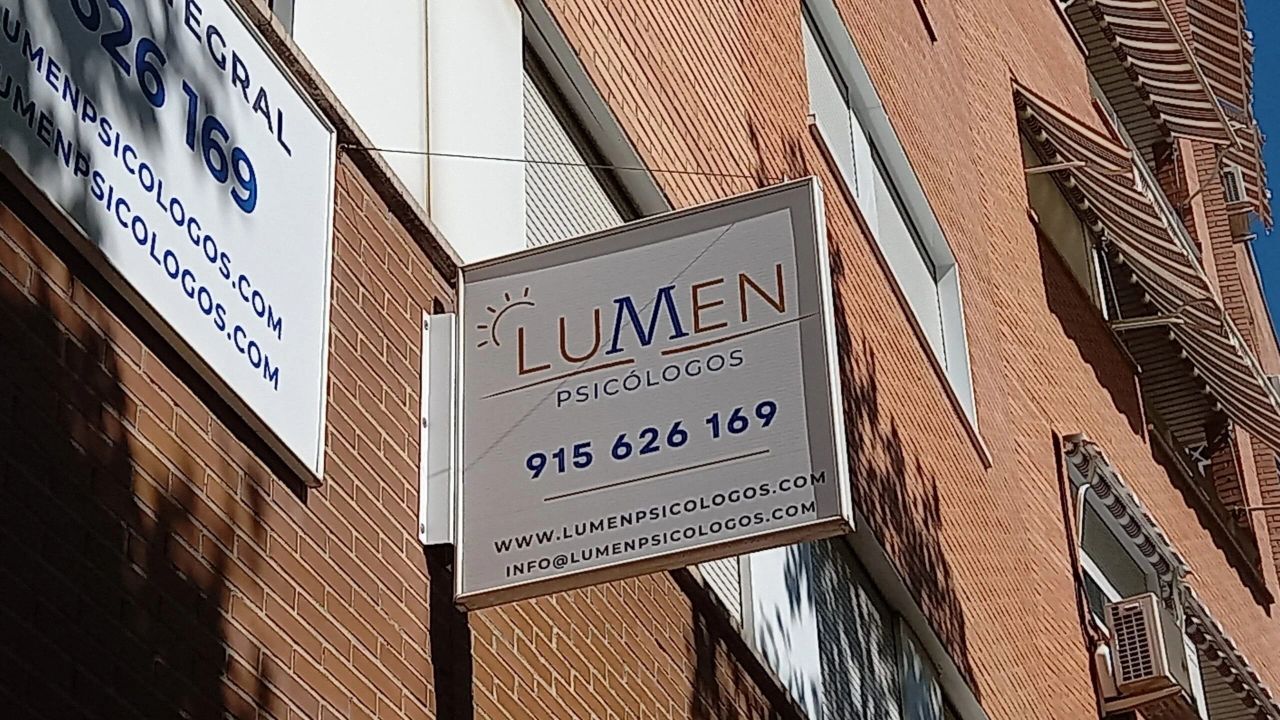 EGRAL
626 169
UMENPSICOLOGOS.COM
UMENPSICOLOGOS.COM
LUMEN
PSICÓLOGOS
915 626 169
WWW.LUMENPSICOLOGOS.COM
INFO@LUMENPSICOLOGOS.COM